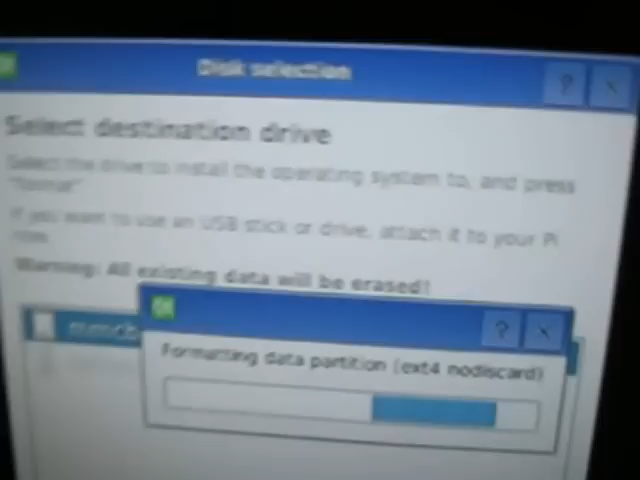 Disk selection
?
Select destination drive
Select the drive to install the operating system to, and press
"format"
If you want to use an USB stick or drive, attach it to your Pi
now.
Warning: All existing data will be erased!
? ×
Formatting data partition (ext4 nodiscard)